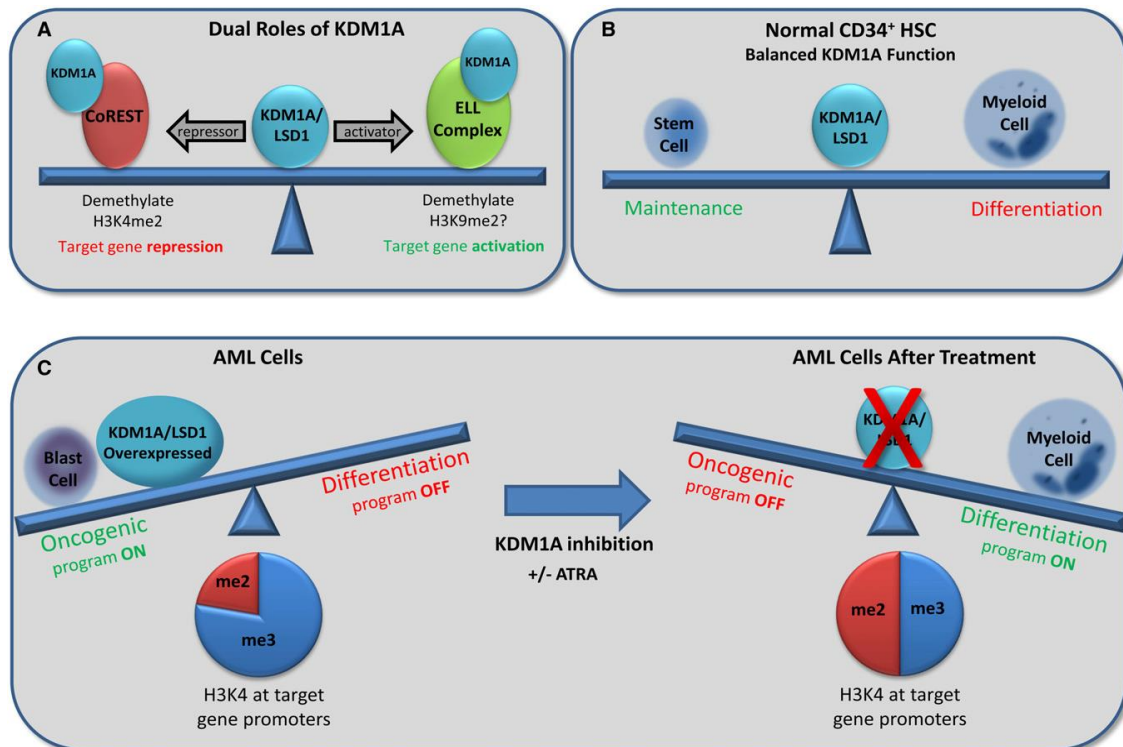 A
Dual Roles of KDM1A
KDM1A
CoREST
repressor
KDM1A/
LSD1
activator
KDM1A
ELL
Complex
Demethylate
H3K4me2
Target gene repression
Demethylate
H3K9me2?
Target gene activation
B
Normal CD34⁺ HSC
Balanced KDM1A Function
Stem
Cell
KDM1A/
LSD1
Myeloid
Cell
Maintenance
Differentiation
C
AML Cells
Blast
Cell
KDM1A/LSD1
Overexpressed
Oncogenic
program ON
Differentiation
program OFF
me2
me3
H3K4 at target
gene promoters
KDM1A inhibition
+/- ATRA
AML Cells After Treatment
KDM1A/
LSD1
Myeloid
Cell
Oncogenic
program OFF
Differentiation
program ON
me2
me3
H3K4 at target
gene promoters